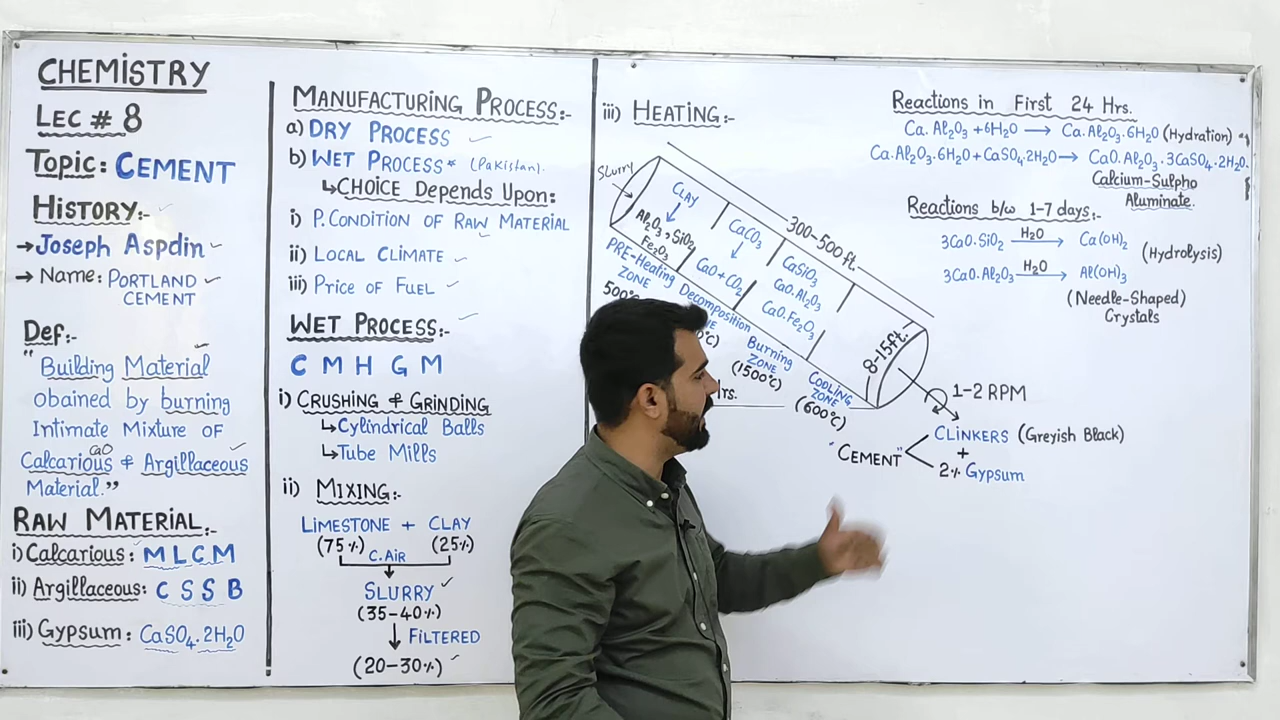 CHEMISTRY
LEC # 8
Topic: CEMENT
HISTORY:-
→ Joseph Aspdin
→ Name: PORTLAND
CEMENT
Def:
"Building Material
obained by burning
Intimate Mixture OF
CaO
Calcarious & Argillaceous
Material."
RAW MATERIAL:-
i) Calcarious: M L C M
ii) Argillaceous: C S S B
iii) Gypsum: CaSO₄.2H₂O
MANUFACTURING PROCESS:-
a) DRY PROCESS
b) WET PROCESS* (Pakistan).
↳CHOICE Depends Upon:
i) P.CONDITION OF RAW MATERIAL
ii) LOCAL CLIMATE
iii) PRICE OF FUEL
WET PROCESS:-
C M H G M
i) CRUSHING & GRINDING
↳Cylindrical Balls
↳Tube Mills
ii) MIXING:-
LIMESTONE + CLAY
(75%) (25%)
C.AIR
SLURRY
(35-40%)
↓ FILTERED
(20-30%)
iii) HEATING:-
Slurry
CLAY
Al₂O₃, SiO₂
Fe₂O₃
PRE-Heating
ZONE
500°
CaCO₃
CaO + CO₂
Decomposition
CaSiO₃
CaO.Al₂O₃
CaO.Fe₂O₃
Burning
ZONE
(1500°C)
COOLING
ZONE
(600°C)
300-500 ft.
8-15ft.
rs.
1-2 RPM
CLINKERS (Greyish Black)
+
2% Gypsum
"CEMENT"
Reactions in First 24 Hrs.
Ca.Al₂O₃ + 6H₂O → Ca.Al₂O₃.6H₂O (Hydration)
Ca.Al₂O₃.6H₂O + CaSO₄.2H₂O → CaO.Al₂O₃.3CaSO₄.2H₂O.
Calcium-Sulpho
Aluminate.
Reactions b/w 1-7 days:-
3CaO.SiO₂ H₂O→ Ca(OH)₂ (Hydrolysis)
3CaO.Al₂O₃ H₂O→ Al(OH)₃
(Needle-Shaped)
Crystals